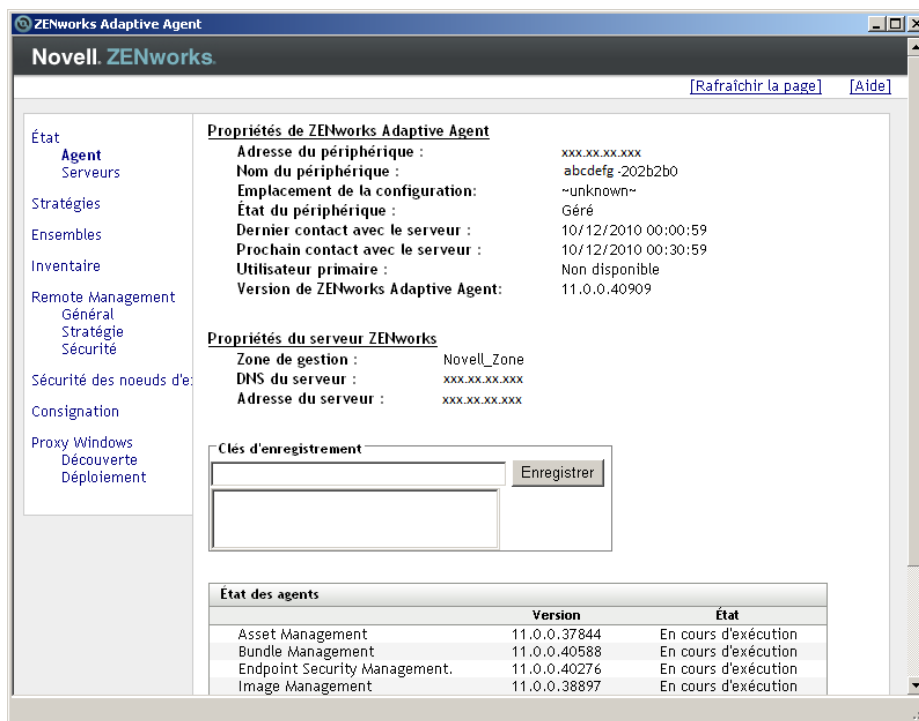 ZENworks Adaptive Agent
Novell. ZENworks.
[Rafraîchir la page] [Aide]
État
Agent
Serveurs
Stratégies
Ensembles
Inventaire
Remote Management
Général
Stratégie
Sécurité
Sécurité des noeuds d'e
Consignation
Proxy Windows
Découverte
Déploiement
Propriétés de ZENworks Adaptive Agent
Adresse du périphérique : xxx.xx.xx.xxx
Nom du périphérique : abcdefg -202b2b0
Emplacement de la configuration: ~unknown~
État du périphérique : Géré
Dernier contact avec le serveur : 10/12/2010 00:00:59
Prochain contact avec le serveur : 10/12/2010 00:30:59
Utilisateur primaire : Non disponible
Version de ZENworks Adaptive Agent: 11.0.0.40909
Propriétés du serveur ZENworks
Zone de gestion : Novell_Zone
DNS du serveur : xxx.xx.xx.xxx
Adresse du serveur : xxx.xx.xx.xxx
Clés d'enregistrement
Enregistrer
État des agents
Version État
Asset Management 11.0.0.37844 En cours d'exécution
Bundle Management 11.0.0.40588 En cours d'exécution
Endpoint Security Management. 11.0.0.40276 En cours d'exécution
Image Management 11.0.0.38897 En cours d'exécution